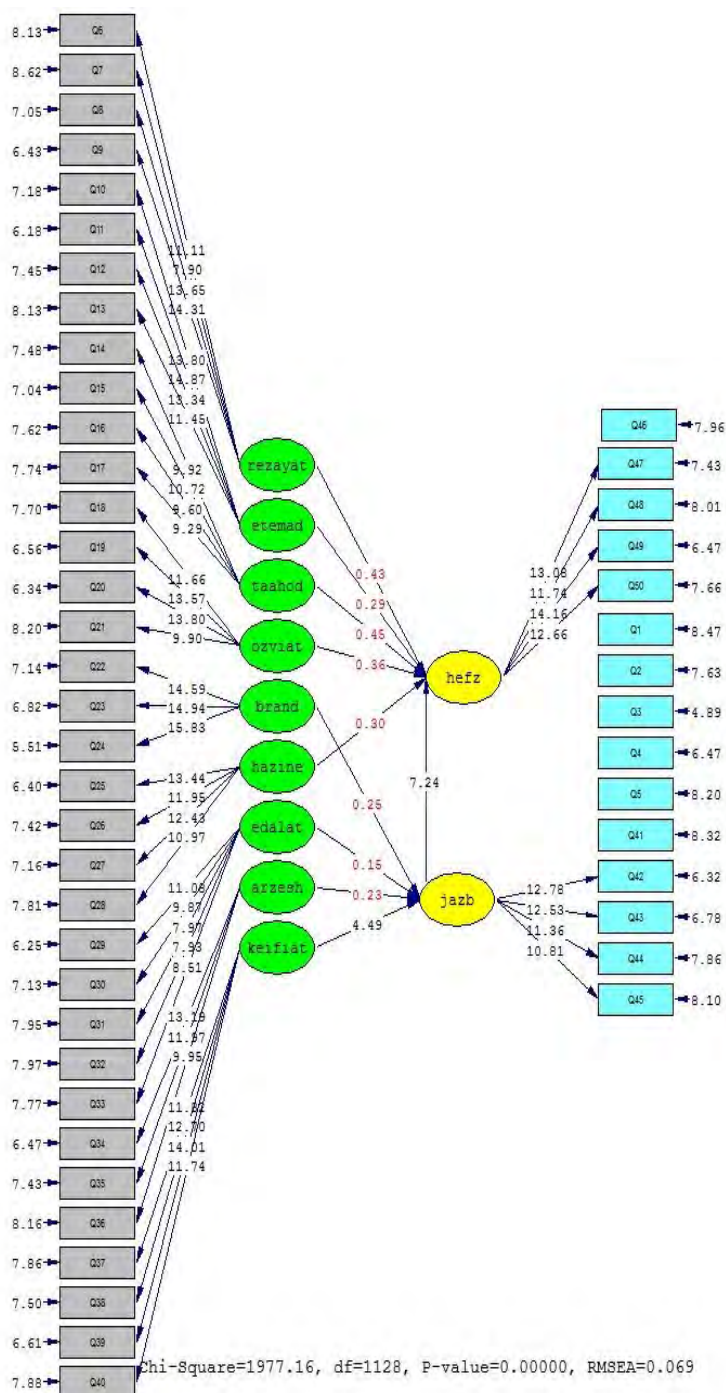 8.13 Q6
8.62 Q7
7.05 Q8
6.43 Q9
7.18 Q10
6.18 Q11
7.45 Q12
8.13 Q13
7.48 Q14
7.04 Q15
7.62 Q16
7.74 Q17
7.70 Q18
6.56 Q19
6.34 Q20
8.20 Q21
7.14 Q22
6.82 Q23
5.51 Q24
6.40 Q25
7.42 Q26
7.16 Q27
7.81 Q28
6.25 Q29
7.13 Q30
7.95 Q31
7.97 Q32
7.77 Q33
6.47 Q34
7.43 Q35
8.16 Q36
7.86 Q37
7.50 Q38
6.61 Q39
7.88 Q40
11.11
7.90
13.65
14.31
13.80
14.87
13.34
11.45
9.92
10.72
9.60
9.29
11.66
13.57
13.80
9.90
14.59
14.94
15.83
13.44
11.95
12.43
10.97
11.08
9.87
7.97
7.93
8.51
13.19
11.97
9.95
12.70
14.01
11.74
rezayat
etemad
taahod
ozviat
brand
hazine
edalat
arzesh
keifiat
0.43
0.29
0.45
0.36
0.30
0.15
0.23
4.49
7.24
hefz
jazb
13.08
11.74
14.16
12.66
12.78
12.53
11.36
10.81
Q46 7.96
Q47 7.43
Q48 8.01
Q49 6.47
Q50 7.66
Q1 8.47
Q2 7.63
Q3 4.89
Q4 6.47
Q5 8.20
Q41 8.32
Q42 6.32
Q43 6.78
Q44 7.86
Q45 8.10
Chi-Square=1977.16, df=1128, P-value=0.00000, RMSEA=0.069